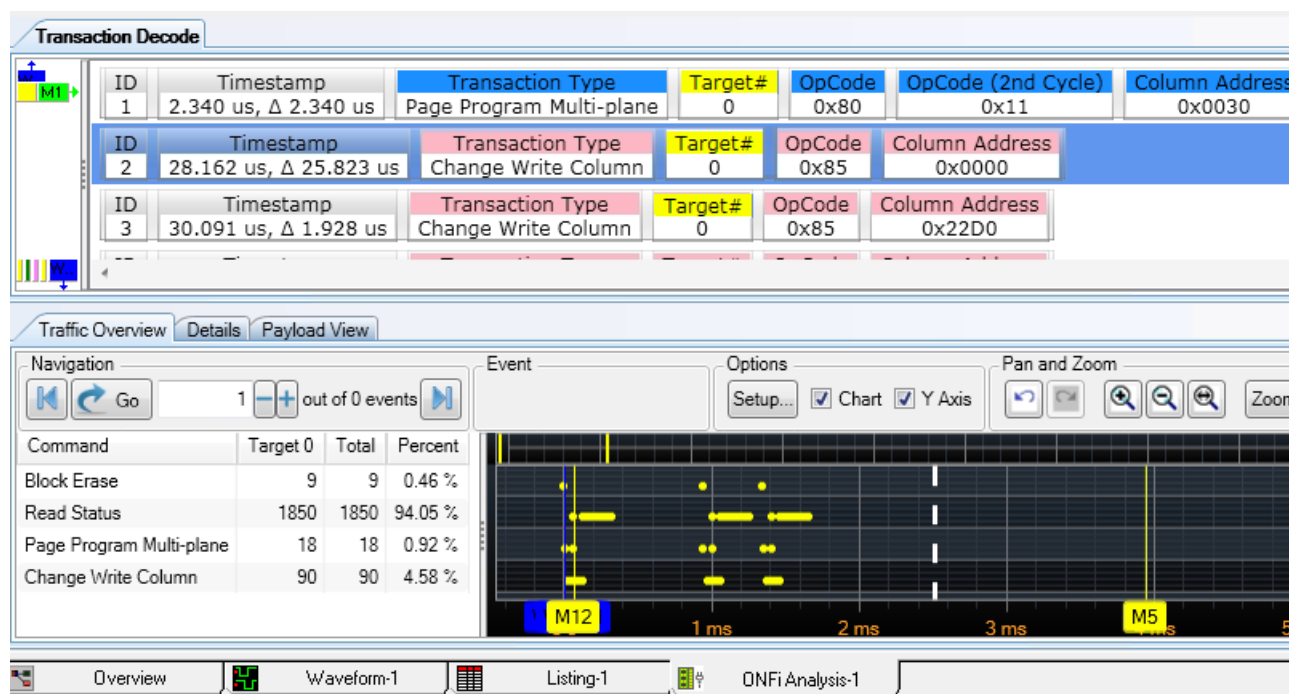 Transaction Decode
ID Timestamp Transaction Type Target# OpCode OpCode (2nd Cycle) Column Address
M1
1 2.340 us, Δ 2.340 us Page Program Multi-plane 0 0x80 0x11 0x0030
ID Timestamp Transaction Type Target# OpCode Column Address
2 28.162 us, Δ 25.823 us Change Write Column 0 0x85 0x0000
ID Timestamp Transaction Type Target# OpCode Column Address
3 30.091 us, Δ 1.928 us Change Write Column 0 0x85 0x22D0
W...
Traffic Overview Details Payload View
Navigation Event Options Pan and Zoom
Go 1 out of 0 events Setup... Chart Y Axis Zoom
Command Target 0 Total Percent
Block Erase 9 9 0.46 %
Read Status 1850 1850 94.05 %
Page Program Multi-plane 18 18 0.92 %
Change Write Column 90 90 4.58 %
M12 M5
1 ms 2 ms 3 ms
Overview Waveform-1 Listing-1 ONFi Analysis-1